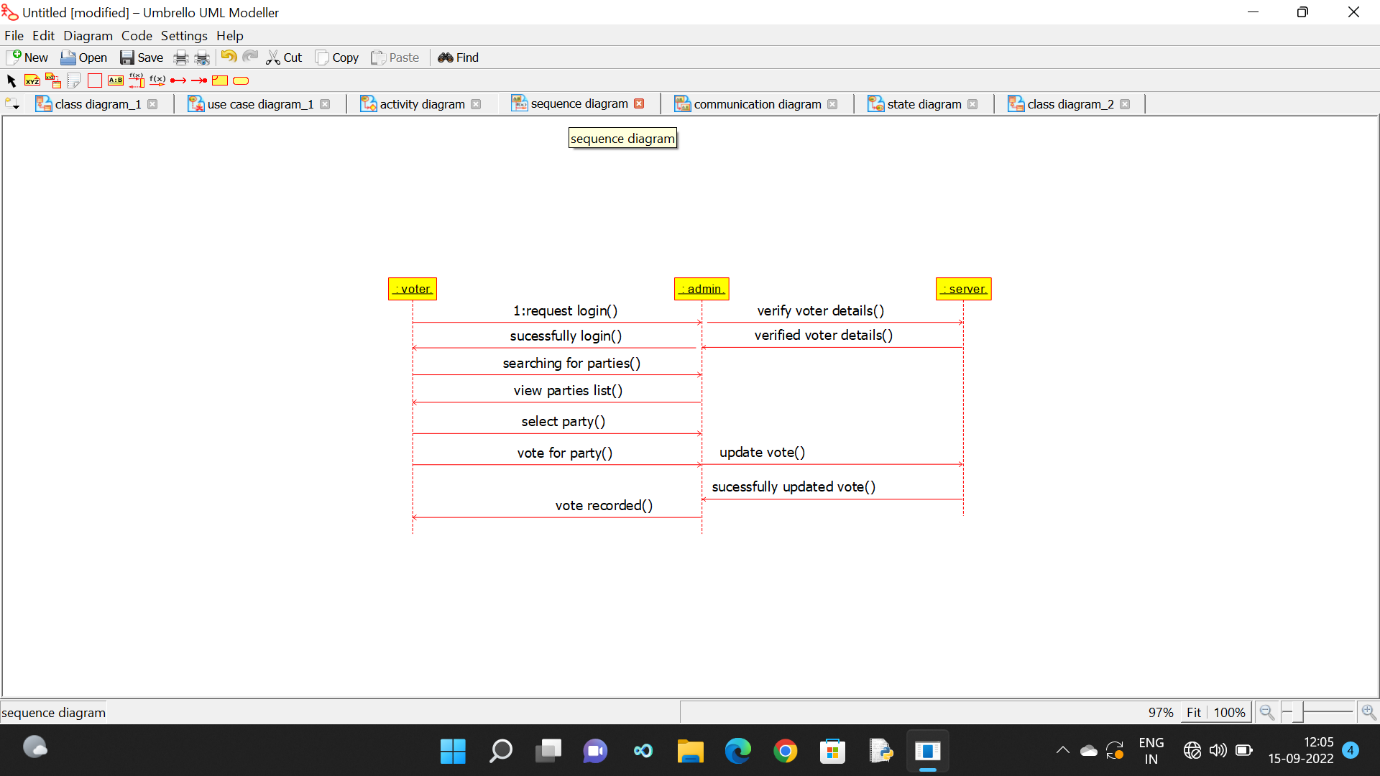 Untitled [modified] – Umbrello UML Modeller
File Edit Diagram Code Settings Help
New Open Save Cut Copy Paste Find
XYZ A:B f(x) f(x)
class diagram_1 use case diagram_1 activity diagram sequence diagram communication diagram state diagram class diagram_2
sequence diagram
: voter : admin : server
1:request login() verify voter details()
sucessfully login() verified voter details()
searching for parties()
view parties list()
select party()
vote for party() update vote()
sucessfully updated vote()
vote recorded()
sequence diagram 97% Fit 100%
ENG 12:05
IN 15-09-2022 4